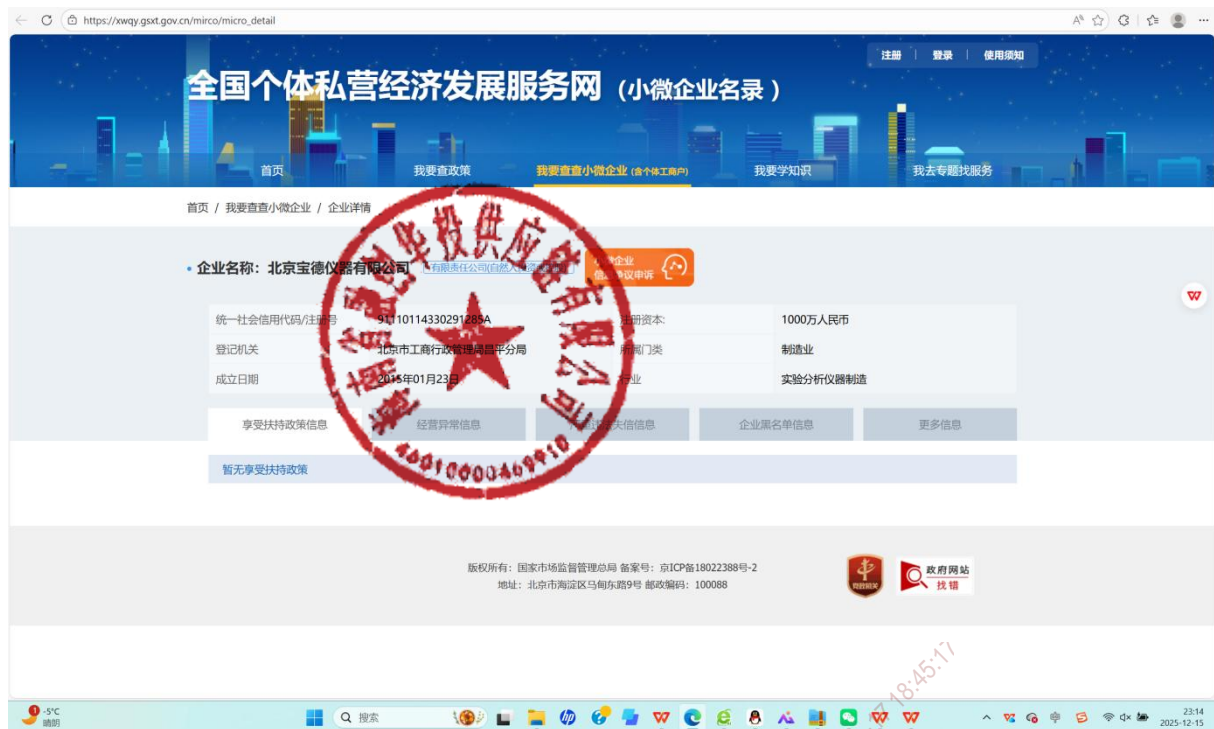 https://xwqy.gsxt.gov.cn/mirco/micro_detail
注册 | 登录 | 使用须知
全国个体私营经济发展服务网 (小微企业名录)
首页 我要查政策 我要查查小微企业 (含个体工商户) 我要学知识 我去专题找服务
首页 / 我要查查小微企业 / 企业详情
企业名称: 北京宝德仪器有限公司
统一社会信用代码/注册号 91110114330291285A 注册资本: 1000万人民币
登记机关 北京市工商行政管理局昌平分局 所属门类 制造业
成立日期 2015年01月23日 行业 实验分析仪器制造
享受扶持政策信息 经营异常信息 企业黑名单信息 更多信息
暂无享受扶持政策
46010000469910
版权所有: 国家市场监督管理总局 备案号: 京ICP备18022388号-2
地址: 北京市海淀区马甸东路9号 邮政编码: 100088
党政机关
政府网站
找错
18:45:17
-5°C
晴朗
搜索
23:14
2025-12-15